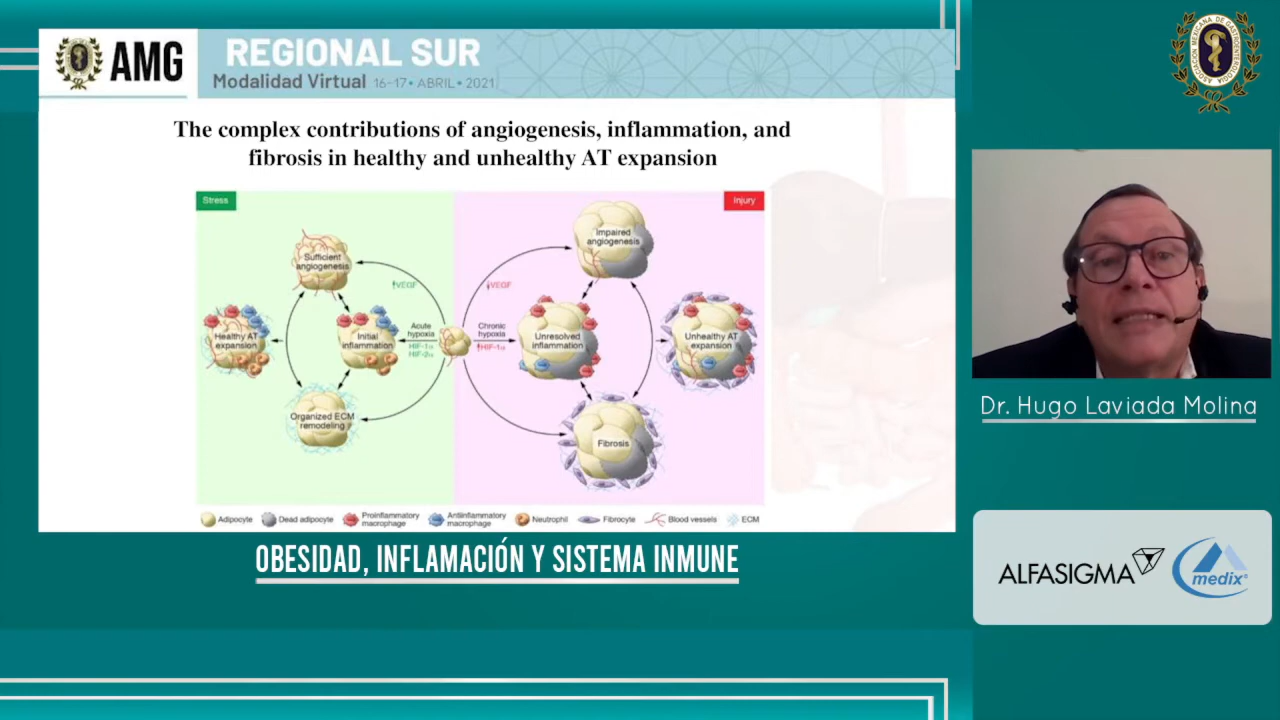 AMG
REGIONAL SUR
Modalidad Virtual 16-17• ABRIL • 2021
The complex contributions of angiogenesis, inflammation, and
fibrosis in healthy and unhealthy AT expansion
Stress
Injury
Sufficient
angiogenesis
Impaired
angiogenesis
↑VEGF
↓VEGF
Healthy AT
expansion
Initial
inflammation
Acute
hypoxia
HIF-1α
HIF-2α
Chronic
hypoxia
↑HIF-1α
Unresolved
inflammation
Unhealthy AT
expansion
Organized ECM
remodeling
Fibrosis
Adipocyte
Dead adipocyte
Proinflammatory
macrophage
Antiinflammatory
macrophage
Neutrophil
Fibrocyte
Blood vessels
ECM
OBESIDAD, INFLAMACIÓN Y SISTEMA INMUNE
ASOCIACIÓN MEXICANA DE GASTROENTEROLOGÍA
Dr. Hugo Laviada Molina
ALFASIGMA
medix®